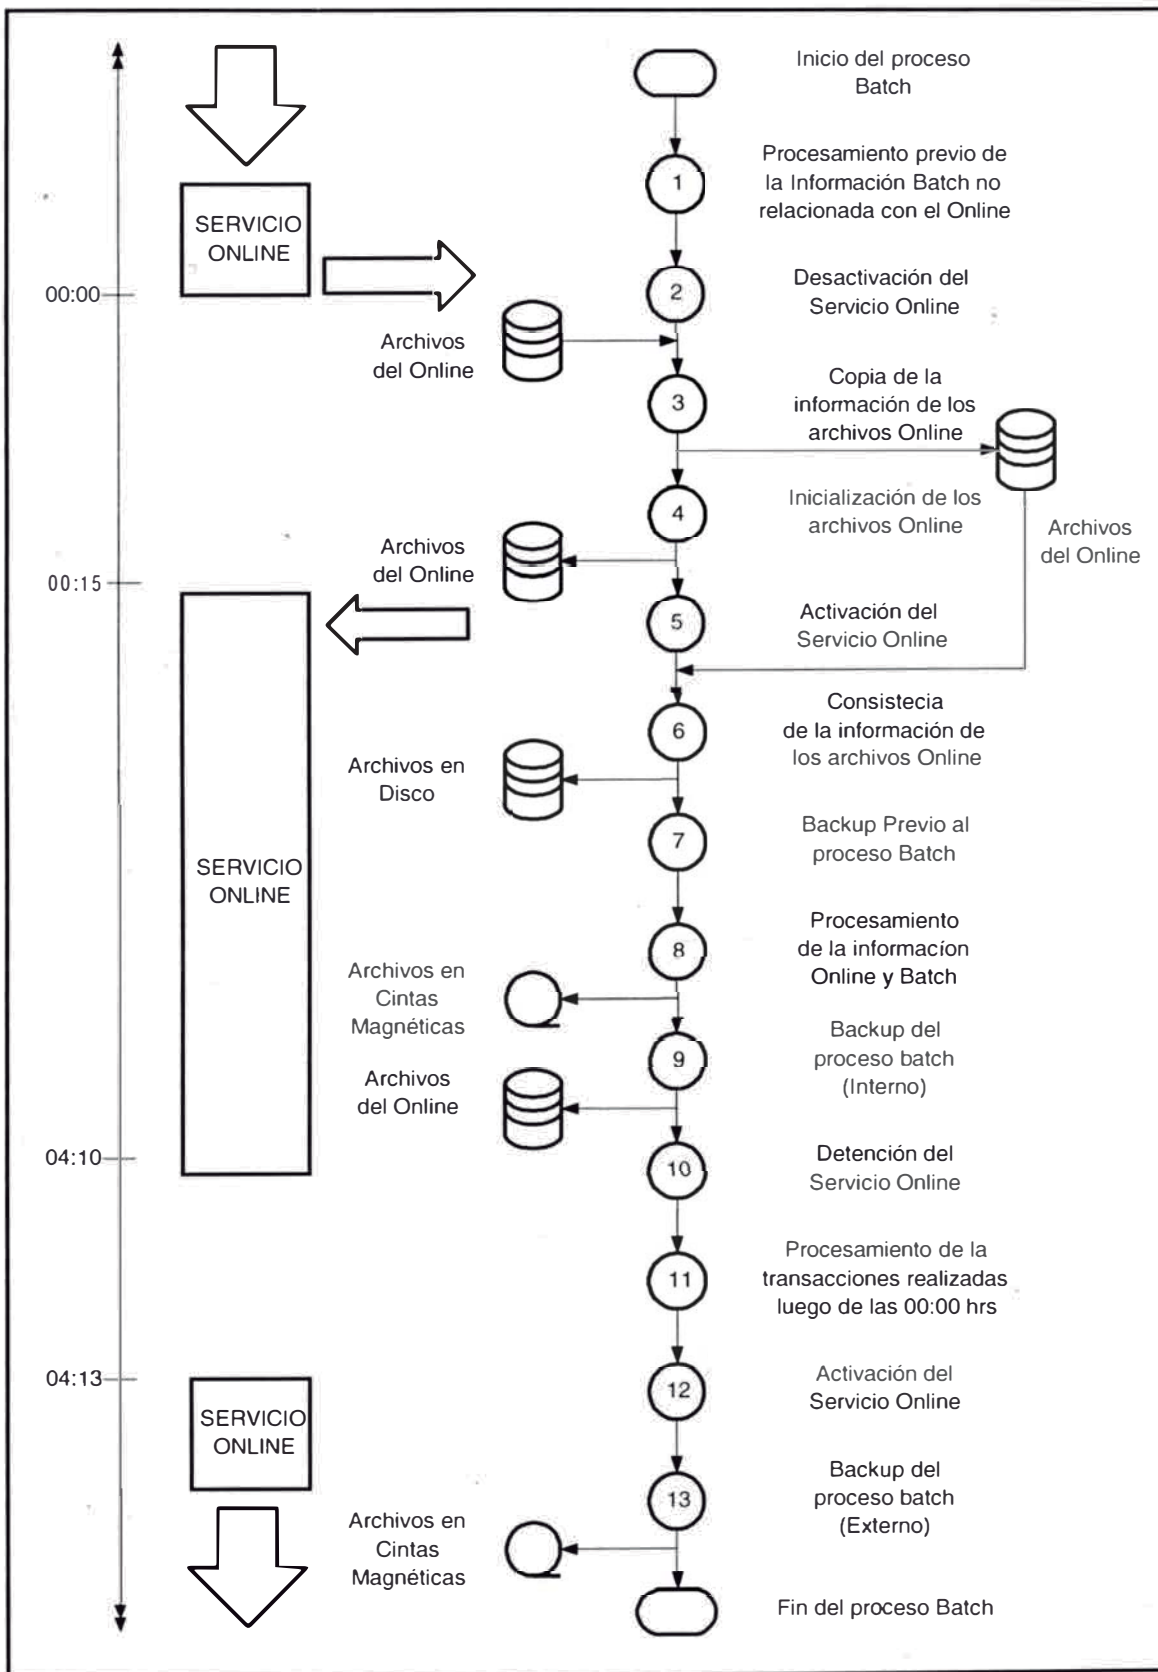 Inicio del proceso
Batch
1
Procesamiento previo de
la Información Batch no
relacionada con el Online
SERVICIO
ONLINE
00:00
2
Desactivación del
Servicio Online
Archivos
del Online
3
Copia de la
información de los
archivos Online
4
Inicialización de los
archivos Online
Archivos
del Online
Archivos
del Online
00:15
5
Activación del
Servicio Online
6
Consistecia
de la información de
los archivos Online
Archivos en
Disco
7
Backup Previo al
proceso Batch
SERVICIO
ONLINE
8
Procesamiento
de la informacíon
Online y Batch
Archivos en
Cintas
Magnéticas
9
Backup del
proceso batch
(Interno)
Archivos
del Online
04:10
10
Detención del
Servicio Online
11
Procesamiento de la
transacciones realizadas
luego de las 00:00 hrs
04:13
12
Activación del
Servicio Online
SERVICIO
ONLINE
13
Backup del
proceso batch
(Externo)
Archivos en
Cintas
Magnéticas
Fin del proceso Batch